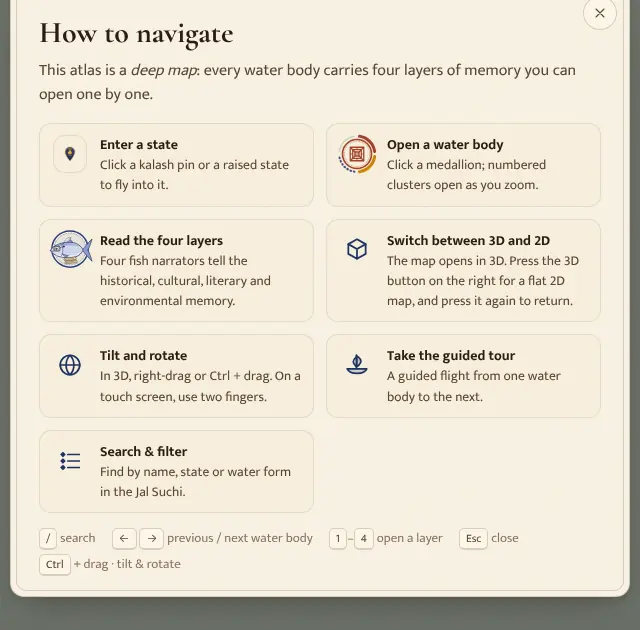 How to navigate
This atlas is a deep map: every water body carries four layers of memory you can
open one by one.
Enter a state
Click a kalash pin or a raised state
to fly into it.
Open a water body
Click a medallion; numbered
clusters open as you zoom.
Read the four layers
Four fish narrators tell the
historical, cultural, literary and
environmental memory.
Switch between 3D and 2D
The map opens in 3D. Press the 3D
button on the right for a flat 2D
map, and press it again to return.
Tilt and rotate
In 3D, right-drag or Ctrl + drag. On a
touch screen, use two fingers.
Take the guided tour
A guided flight from one water
body to the next.
Search & filter
Find by name, state or water form
in the Jal Suchi.
/ search ← → previous / next water body 1–4 open a layer Esc close
Ctrl + drag · tilt & rotate